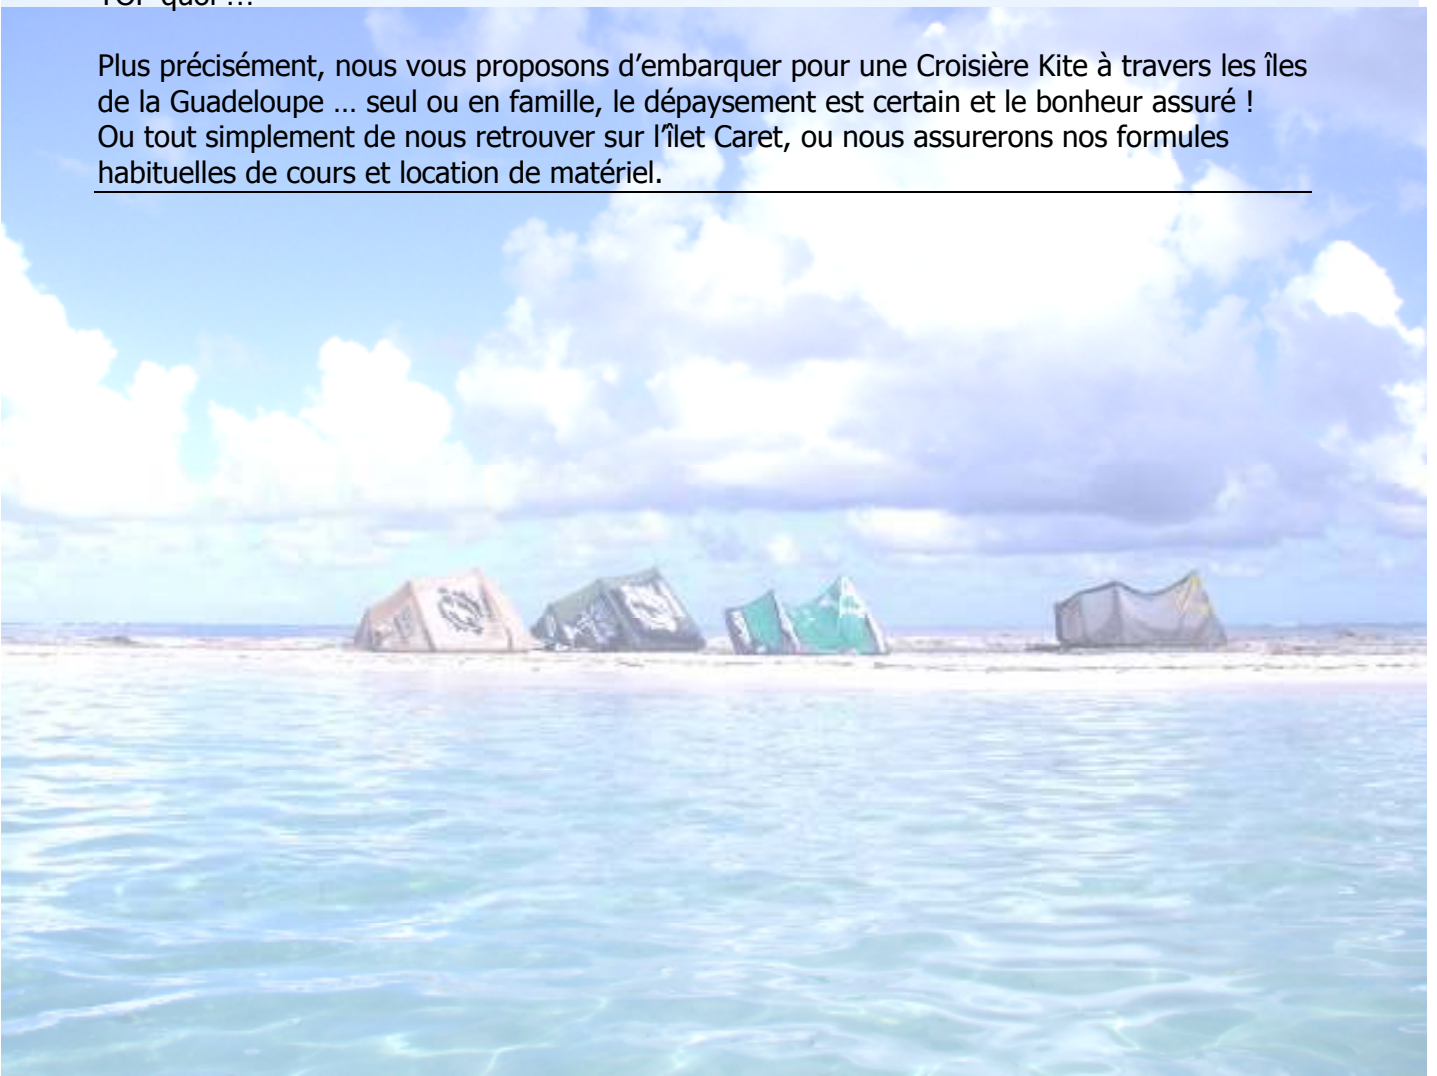 Plus précisément, nous vous proposons d’embarquer pour une Croisière Kite à travers les îles
de la Guadeloupe … seul ou en famille, le dépaysement est certain et le bonheur assuré !
Ou tout simplement de nous retrouver sur l’îlet Caret, ou nous assurerons nos formules
habituelles de cours et location de matériel.